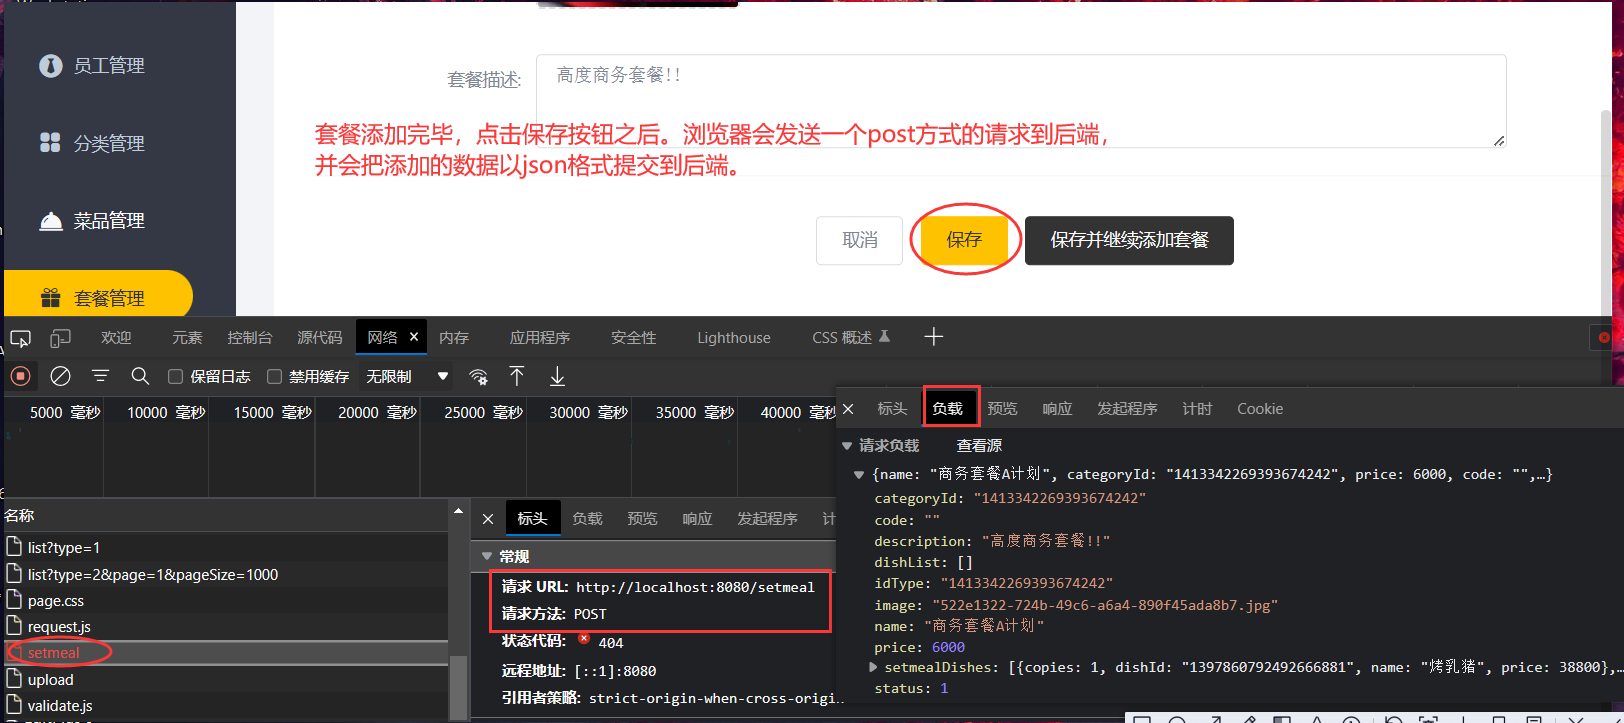 员工管理
分类管理
菜品管理
套餐管理
套餐描述:
高度商务套餐!!
套餐添加完毕，点击保存按钮之后。浏览器会发送一个post方式的请求到后端，
并会把添加的数据以json格式提交到后端。
取消
保存
保存并继续添加套餐
欢迎 元素 控制台 源代码 网络 内存 应用程序 安全性 Lighthouse CSS 概述
保留日志 禁用缓存 无限制
5000 毫秒 10000 毫秒 15000 毫秒 20000 毫秒 25000 毫秒 30000 毫秒 35000 毫秒 40000 毫秒
名称
list?type=1
list?type=2&page=1&pageSize=1000
page.css
request.js
setmeal
upload
validate.js
标头 负载 预览 响应 发起程序 计
常规
请求 URL: http://localhost:8080/setmeal
请求方法: POST
状态代码: 404
远程地址: [::1]:8080
引用者策略: strict-origin-when-cross-origin
标头 负载 预览 响应 发起程序 计时 Cookie
请求负载 查看源
{name: "商务套餐A计划", categoryId: "1413342269393674242", price: 6000, code: "",…}
categoryId: "1413342269393674242"
code: ""
description: "高度商务套餐!!"
dishList: []
idType: "1413342269393674242"
image: "522e1322-724b-49c6-a6a4-890f45ada8b7.jpg"
name: "商务套餐A计划"
price: 6000
setmealDishes: [{copies: 1, dishId: "1397860792492666881", name: "烤乳猪", price: 38800},…
status: 1